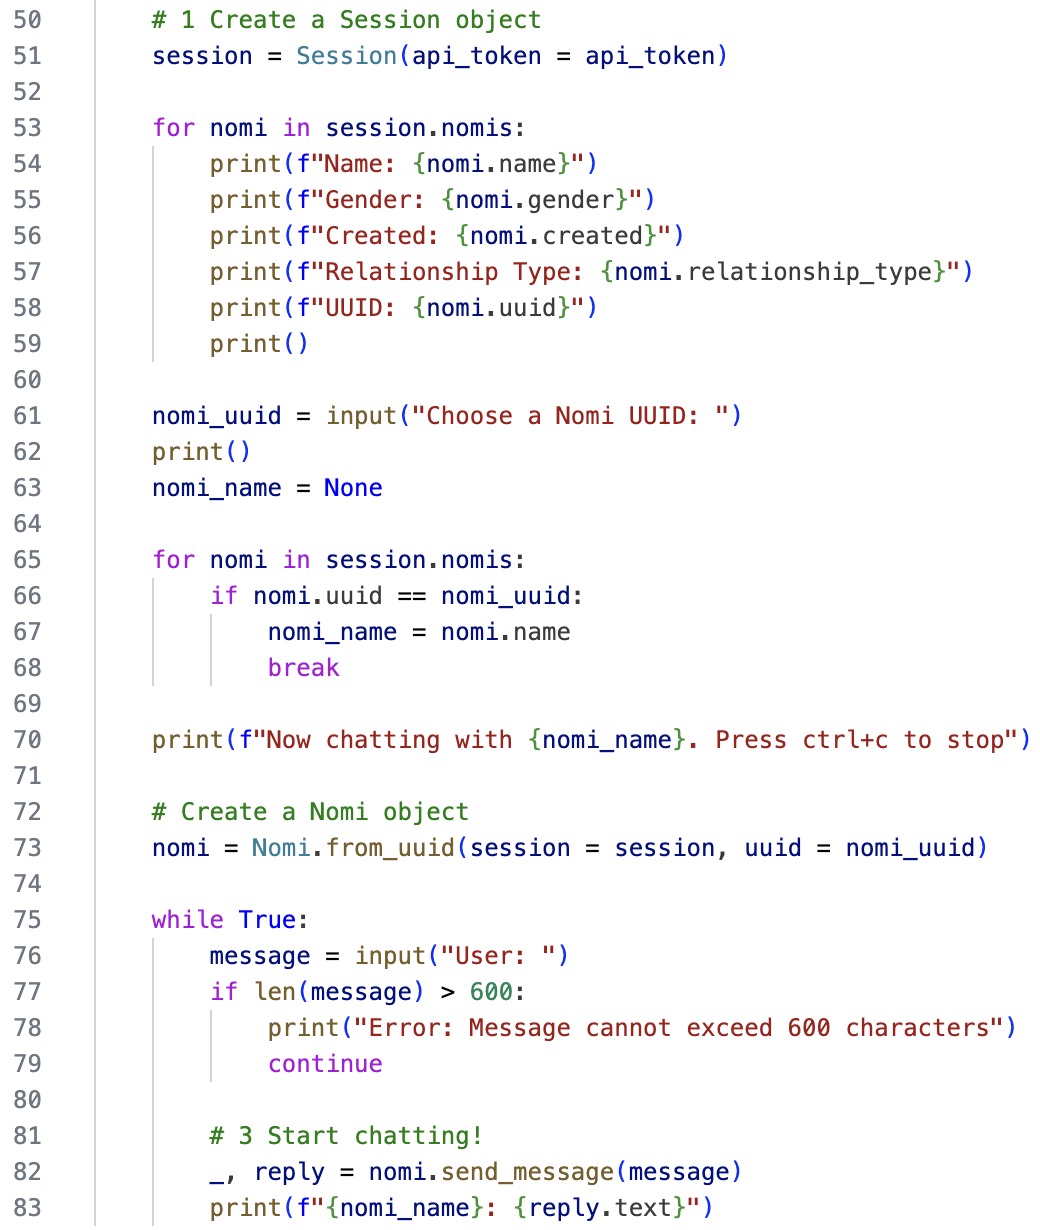 50 # 1 Create a Session object
51 session = Session(api_token = api_token)
52
53 for nomi in session.nomis:
54 print(f"Name: {nomi.name}")
55 print(f"Gender: {nomi.gender}")
56 print(f"Created: {nomi.created}")
57 print(f"Relationship Type: {nomi.relationship_type}")
58 print(f"UUID: {nomi.uuid}")
59 print()
60
61 nomi_uuid = input("Choose a Nomi UUID: ")
62 print()
63 nomi_name = None
64
65 for nomi in session.nomis:
66 if nomi.uuid == nomi_uuid:
67 nomi_name = nomi.name
68 break
69
70 print(f"Now chatting with {nomi_name}. Press ctrl+c to stop")
71
72 # Create a Nomi object
73 nomi = Nomi.from_uuid(session = session, uuid = nomi_uuid)
74
75 while True:
76 message = input("User: ")
77 if len(message) > 600:
78 print("Error: Message cannot exceed 600 characters")
79 continue
80
81 # 3 Start chatting!
82 _, reply = nomi.send_message(message)
83 print(f"{nomi_name}: {reply.text}")